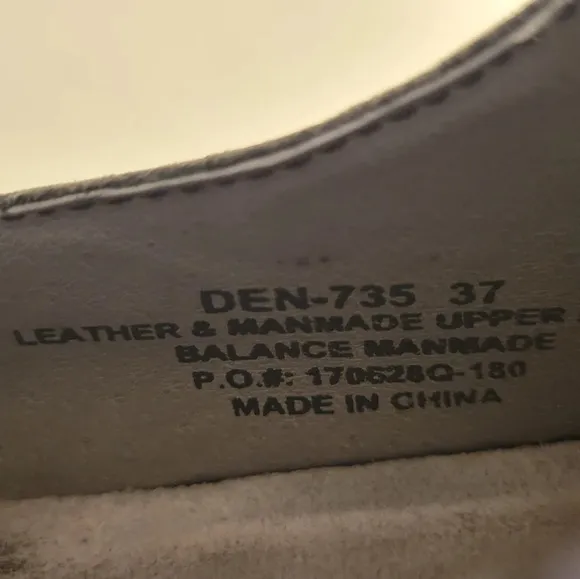 DEN-735 37
LEATHER & MANMADE UPPER
BALANCE MANMADE
P.O.#: 170628Q-180
MADE IN CHINA